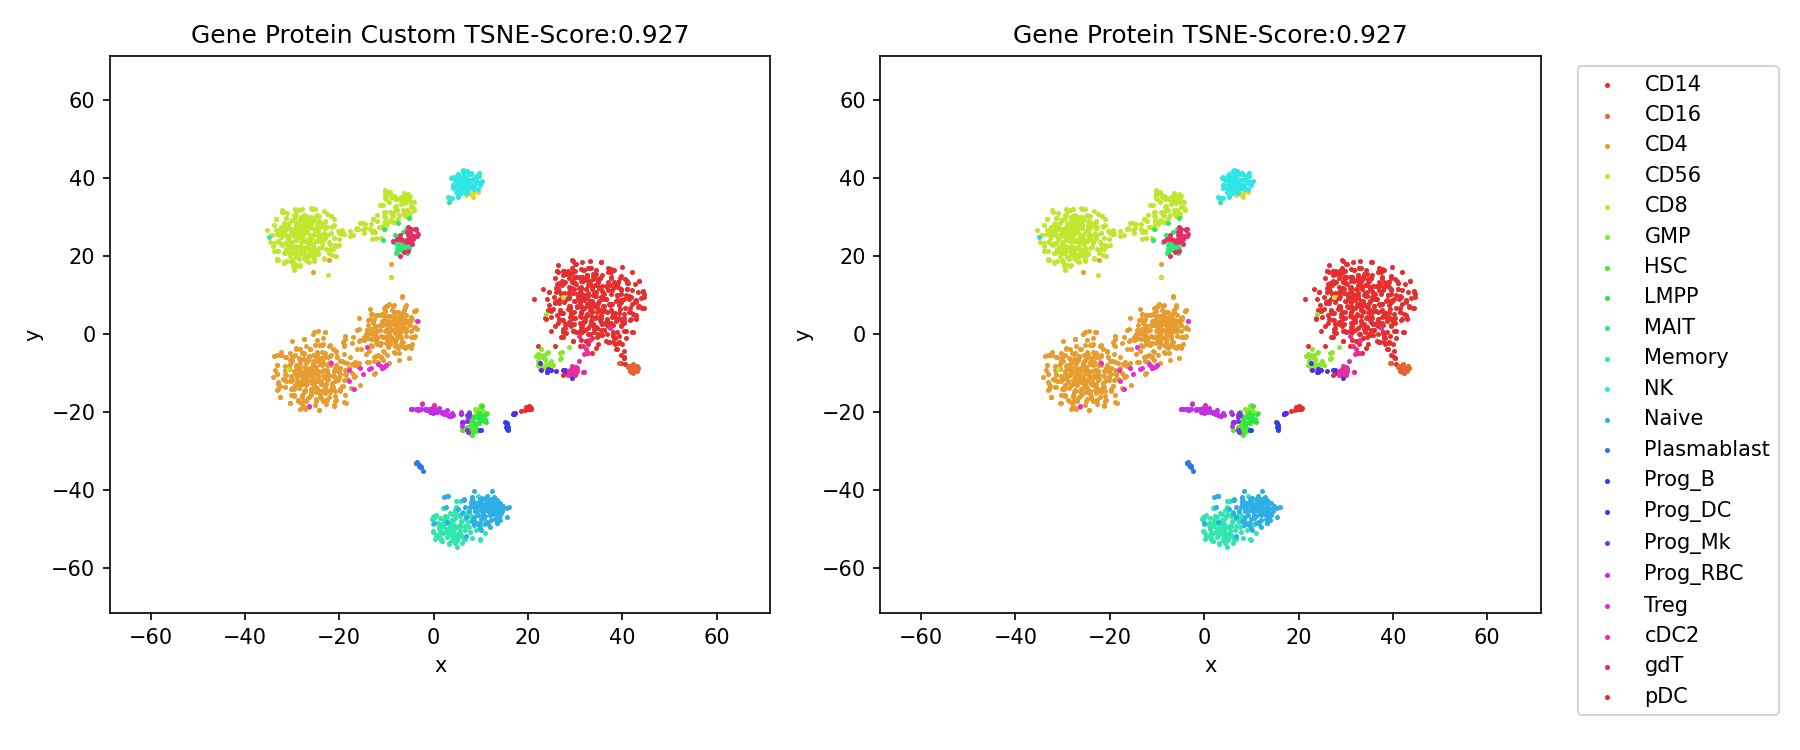 Gene Protein Custom TSNE-Score:0.927
60
40
20
0
−20
−40
−60
y
−60 −40 −20 0 20 40 60
x
Gene Protein TSNE-Score:0.927
60
40
20
0
−20
−40
−60
y
−60 −40 −20 0 20 40 60
x
CD14
CD16
CD4
CD56
CD8
GMP
HSC
LMPP
MAIT
Memory
NK
Naive
Plasmablast
Prog_B
Prog_DC
Prog_Mk
Prog_RBC
Treg
cDC2
gdT
pDC